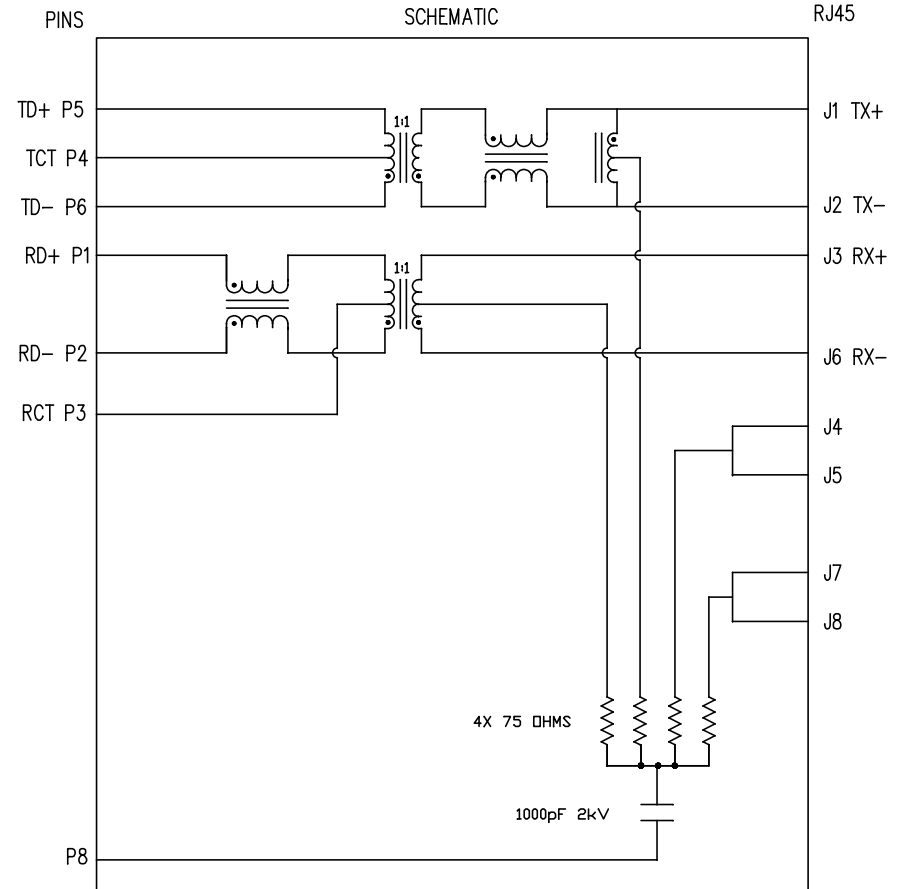 PINS
SCHEMATIC
RJ45
TD+ P5
1:1
J1 TX+
TCT P4
TD- P6
J2 TX-
RD+ P1
1:1
J3 RX+
RD- P2
J6 RX-
RCT P3
J4
J5
J7
J8
4X 75 OHMS
1000pF 2kV
P8